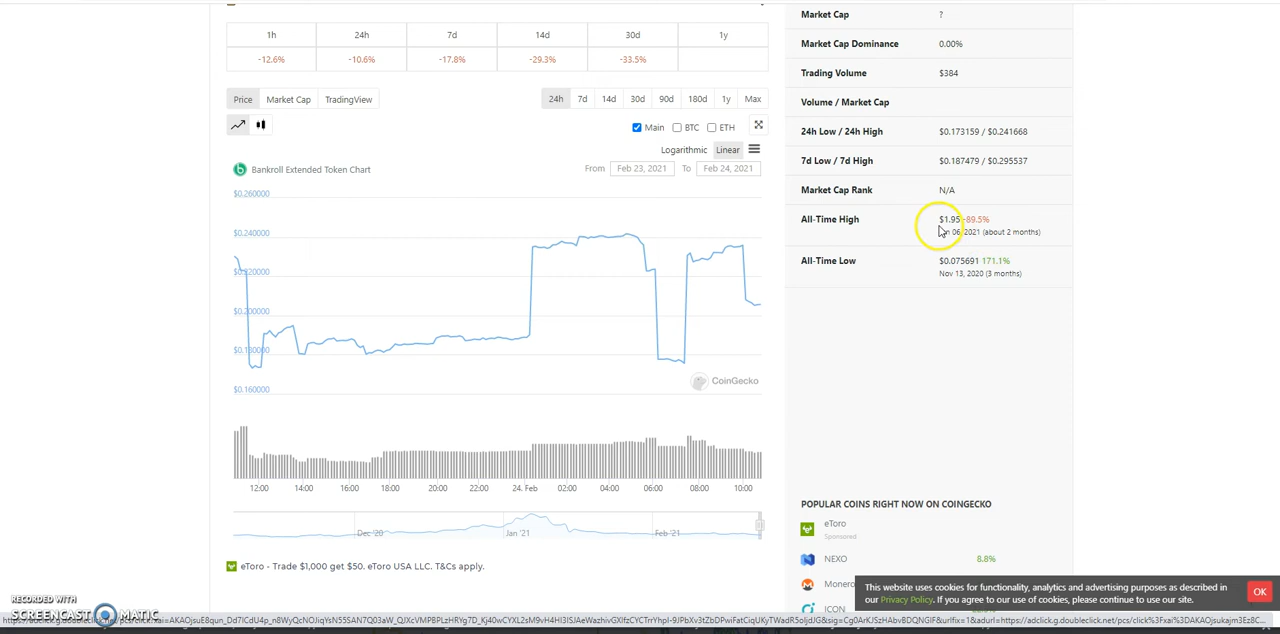 1h 24h 7d 14d 30d 1y
-12.6% -10.6% -17.8% -29.3% -33.5%
Price Market Cap TradingView 24h 7d 14d 30d 90d 180d 1y Max
Main BTC ETH
Logarithmic Linear
Bankroll Extended Token Chart From Feb 23, 2021 To Feb 24, 2021
$0.260000
$0.240000
$0.220000
$0.200000
$0.180000
$0.160000
CoinGecko
12:00 14:00 16:00 18:00 20:00 22:00 24. Feb 02:00 04:00 06:00 08:00 10:00
Dec '20 Jan '21 Feb '21
eToro - Trade $1,000 get $50. eToro USA LLC. T&Cs apply.
Market Cap ?
Market Cap Dominance 0.00%
Trading Volume $384
Volume / Market Cap
24h Low / 24h High $0.173159 / $0.241668
7d Low / 7d High $0.187479 / $0.295537
Market Cap Rank N/A
All-Time High $1.95 -89.5%
06, 2021 (about 2 months)
All-Time Low $0.075691 171.1%
Nov 13, 2020 (3 months)
POPULAR COINS RIGHT NOW ON COINGECKO
eToro
Sponsored
NEXO 8.8%
Monero
ICON
This website uses cookies for functionality, analytics and advertising purposes as described in
our Privacy Policy. If you agree to our use of cookies, please continue to use our site.
OK
RECORDED WITH
SCREENCAST MATIC